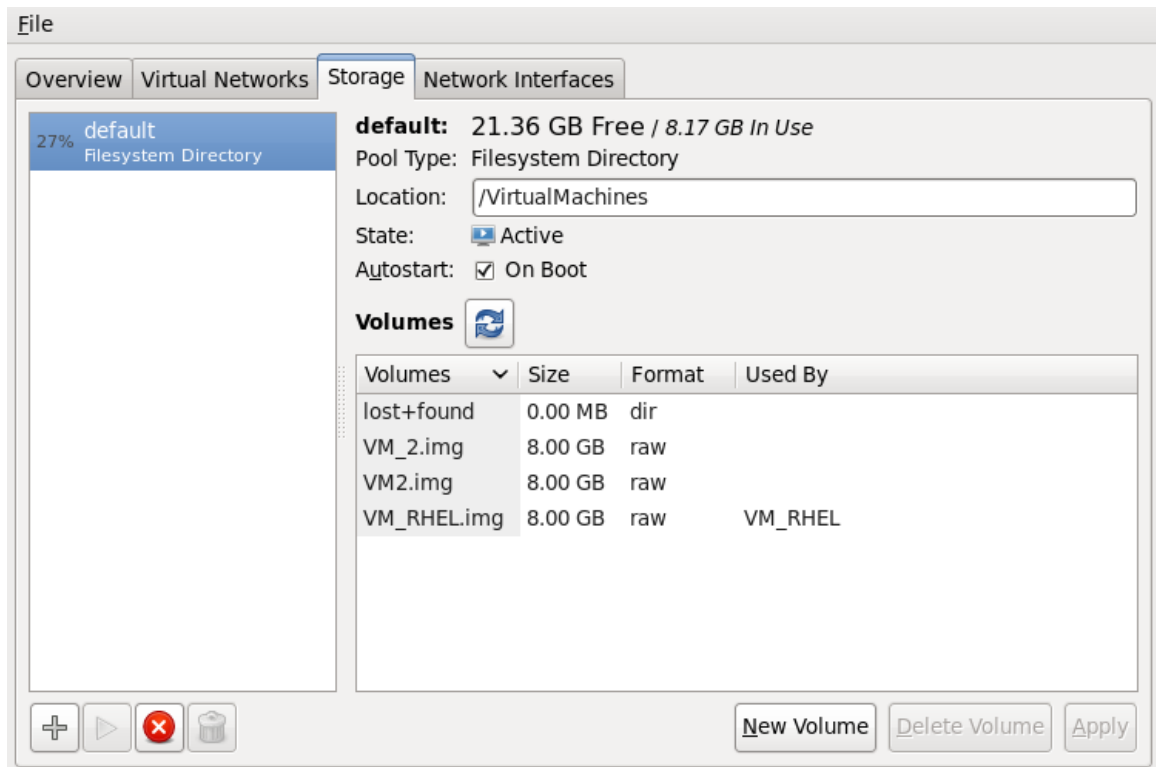 File
Overview Virtual Networks Storage Network Interfaces
27% default
Filesystem Directory
default: 21.36 GB Free / 8.17 GB In Use
Pool Type: Filesystem Directory
Location: /VirtualMachines
State: Active
Autostart: On Boot
Volumes
Volumes Size Format Used By
lost+found 0.00 MB dir
VM_2.img 8.00 GB raw
VM2.img 8.00 GB raw
VM_RHEL.img 8.00 GB raw VM_RHEL
New Volume Delete Volume Apply